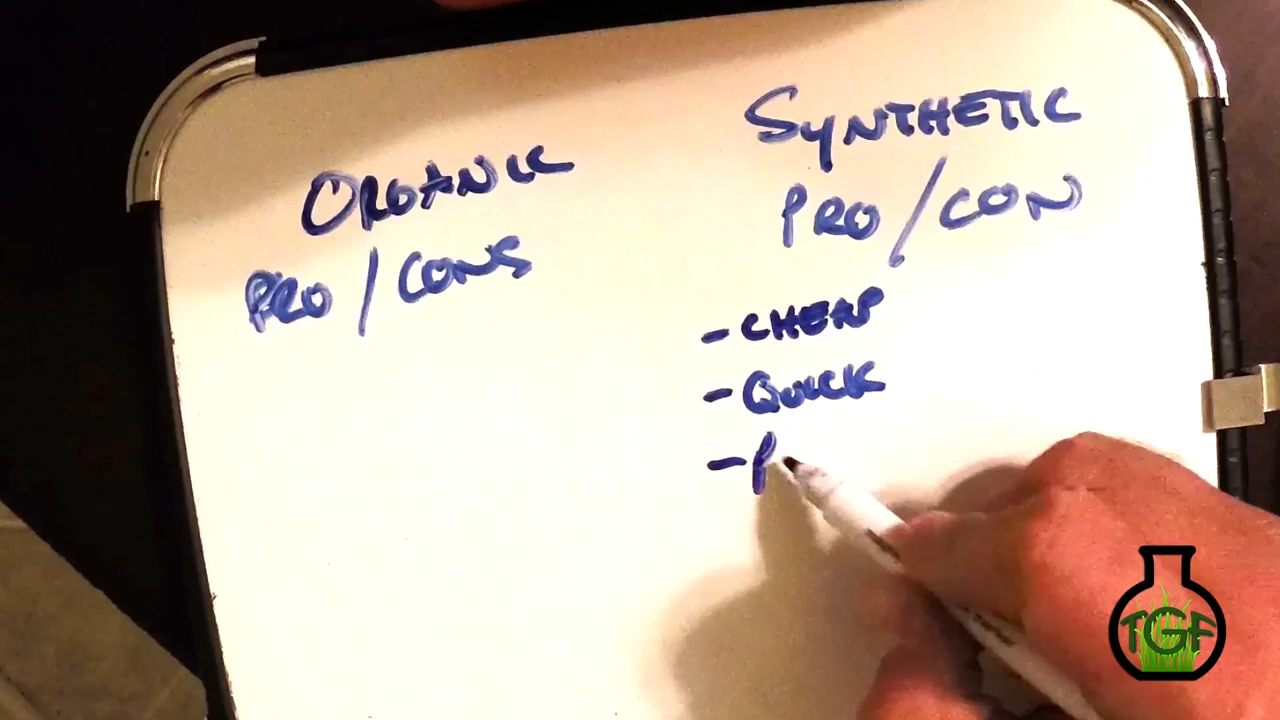 ORGANIC
PRO/CONS
SYNTHETIC
PRO/CON
- CHEAP
- QUICK
- P
TGF